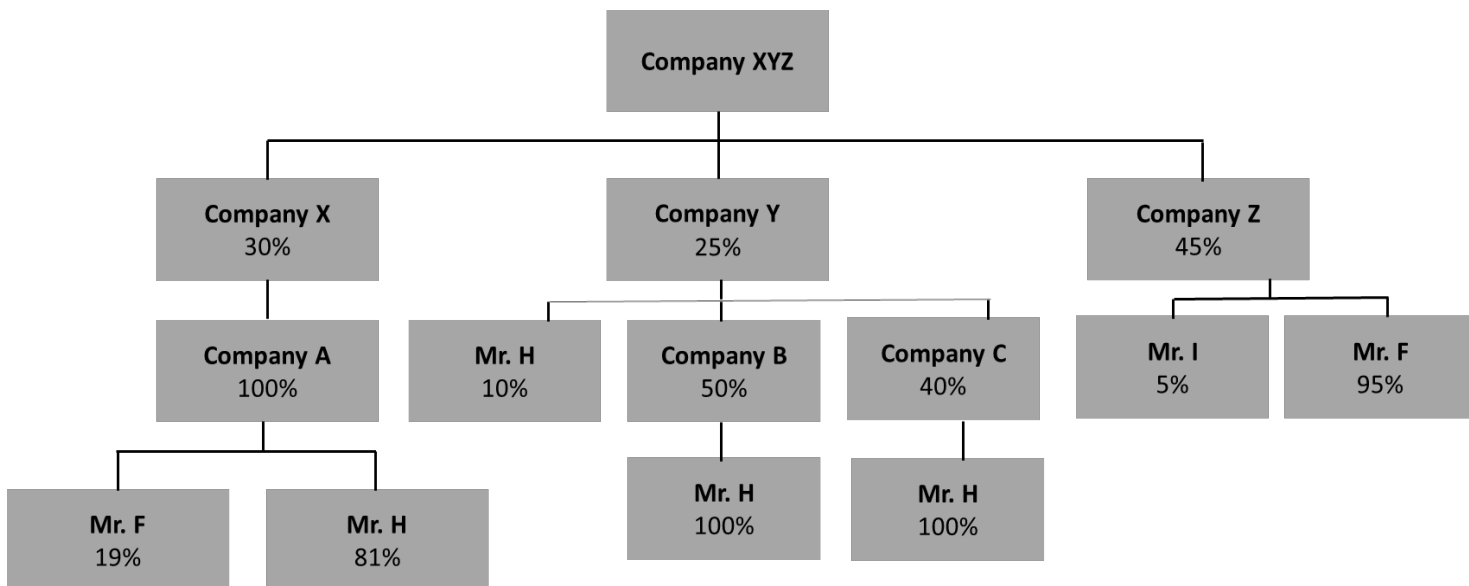 Company XYZ
Company X
30%
Company Y
25%
Company Z
45%
Company A
100%
Mr. H
10%
Company B
50%
Company C
40%
Mr. I
5%
Mr. F
95%
Mr. F
19%
Mr. H
81%
Mr. H
100%
Mr. H
100%